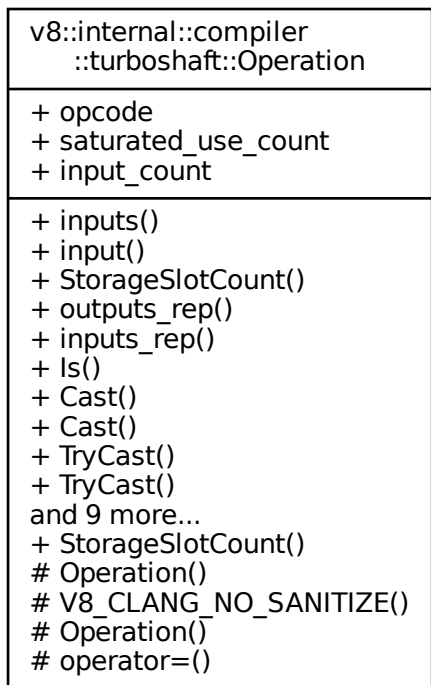 v8::internal::compiler
::turboshaft::Operation
+ opcode
+ saturated_use_count
+ input_count
+ inputs()
+ input()
+ StorageSlotCount()
+ outputs_rep()
+ inputs_rep()
+ Is()
+ Cast()
+ Cast()
+ TryCast()
+ TryCast()
and 9 more...
+ StorageSlotCount()
# Operation()
# V8_CLANG_NO_SANITIZE()
# Operation()
# operator=()